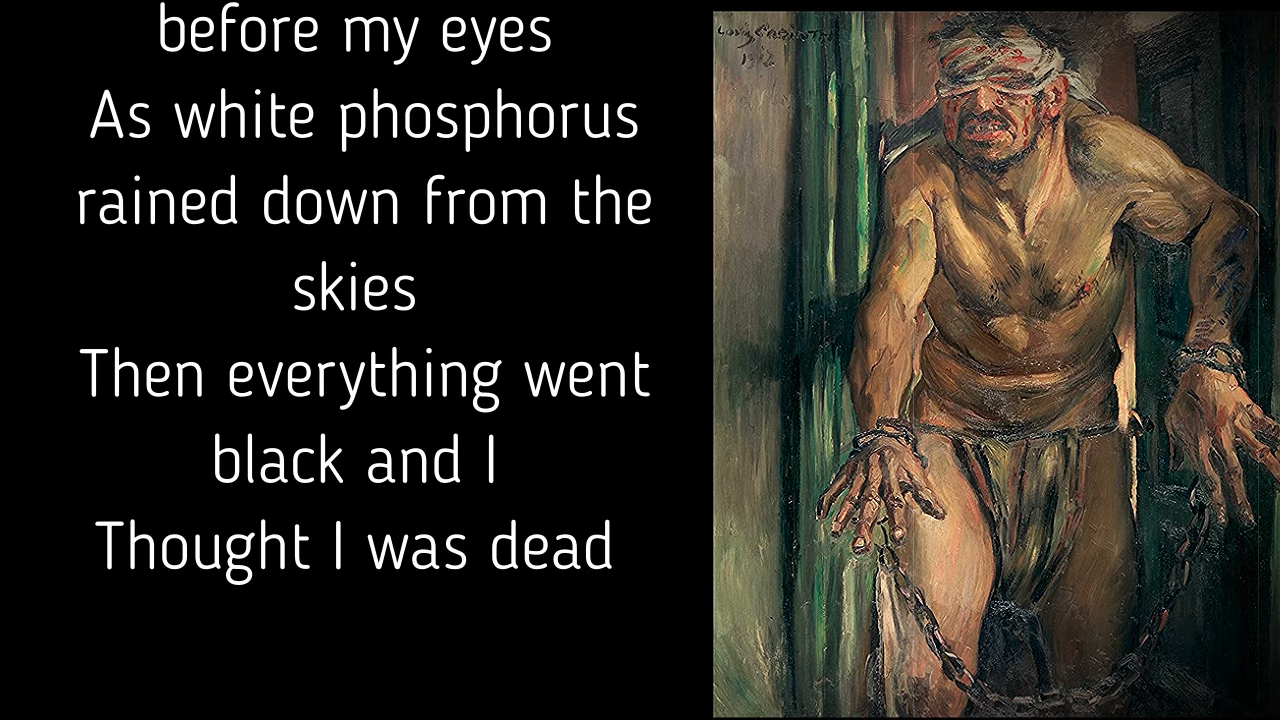 before my eyes
As white phosphorus
rained down from the
skies
Then everything went
black and I
Thought I was dead
1912